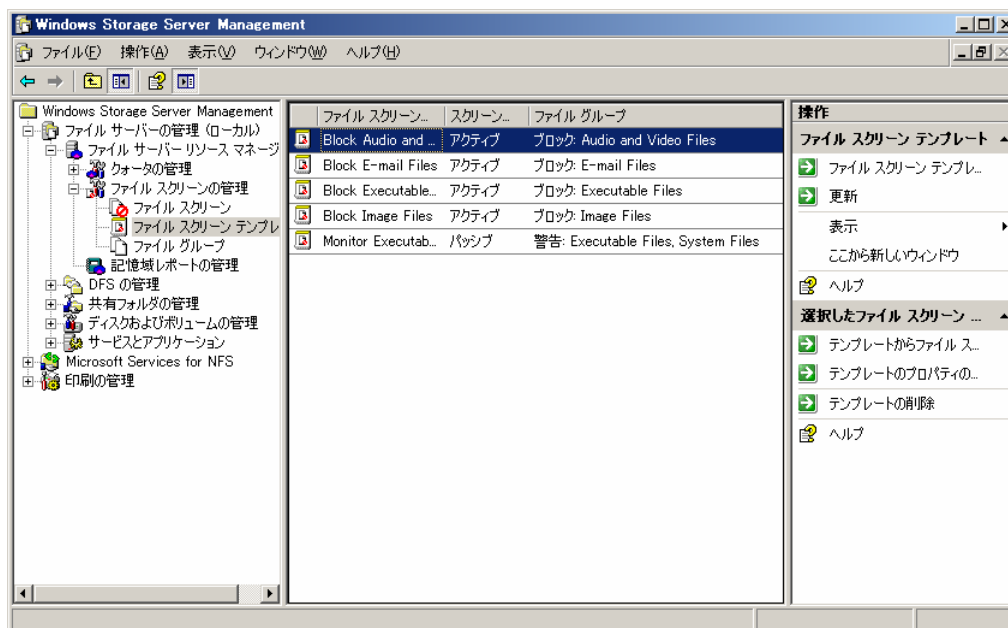 Windows Storage Server Management
ファイル(F) 操作(A) 表示(V) ウィンドウ(W) ヘルプ(H)
Windows Storage Server Management
ファイル サーバーの管理 (ローカル)
ファイル サーバー リソース マネージ
クォータの管理
ファイル スクリーンの管理
ファイル スクリーン
ファイル スクリーン テンプレ
ファイル グループ
記憶域レポートの管理
DFS の管理
共有フォルダの管理
ディスクおよびボリュームの管理
サービスとアプリケーション
Microsoft Services for NFS
印刷の管理
ファイル スクリーン... スクリーン... ファイル グループ
Block Audio and ... アクティブ ブロック: Audio and Video Files
Block E-mail Files アクティブ ブロック: E-mail Files
Block Executable... アクティブ ブロック: Executable Files
Block Image Files アクティブ ブロック: Image Files
Monitor Executab... パッシブ 警告: Executable Files, System Files
操作
ファイル スクリーン テンプレート
ファイル スクリーン テンプレ...
更新
表示
ここから新しいウィンドウ
ヘルプ
選択したファイル スクリーン ...
テンプレートからファイル ス...
テンプレートのプロパティの...
テンプレートの削除
ヘルプ